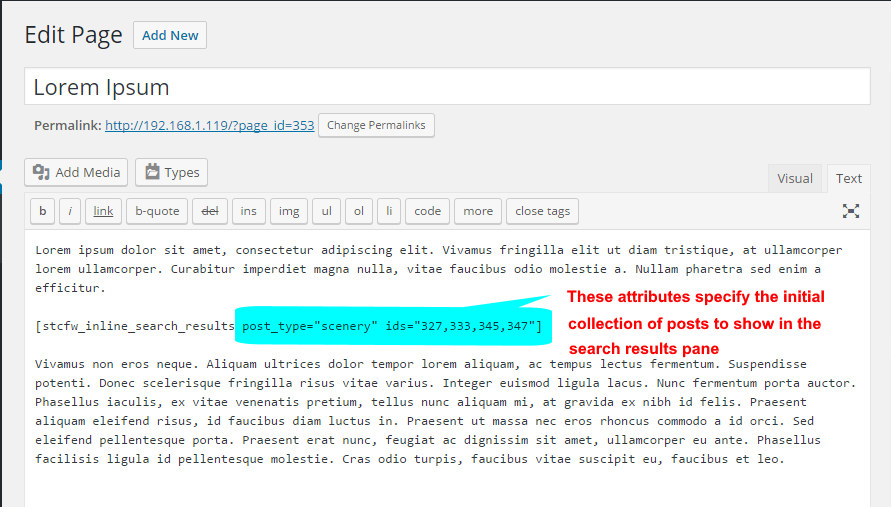 Edit Page Add New
Lorem Ipsum
Permalink: http://192.168.1.119/?page_id=353 Change Permalinks
Add Media Types
Visual Text
b i link b-quote del ins img ul ol li code more close tags
Lorem ipsum dolor sit amet, consectetur adipiscing elit. Vivamus fringilla elit ut diam tristique, at ullamcorper
lorem ullamcorper. Curabitur imperdiet magna nulla, vitae faucibus odio molestie a. Nullam pharetra sed enim a
efficitur.
These attributes specify the initial
collection of posts to show in the
search results pane
[stcfw_inline_search_results post_type="scenery" ids="327,333,345,347"]
Vivamus non eros neque. Aliquam ultrices dolor tempor lorem aliquam, ac tempus lectus fermentum. Suspendisse
potenti. Donec scelerisque fringilla risus vitae varius. Integer euismod ligula lacus. Nunc fermentum porta auctor.
Phasellus iaculis, ex vitae venenatis pretium, tellus nunc aliquam mi, at gravida ex nibh id felis. Praesent
aliquam eleifend risus, id faucibus diam luctus in. Praesent ut massa nec eros rhoncus commodo a id orci. Sed
eleifend pellentesque porta. Praesent erat nunc, feugiat ac dignissim sit amet, ullamcorper eu ante. Phasellus
facilisis ligula id pellentesque molestie. Cras odio turpis, faucibus vitae suscipit eu, faucibus et leo.